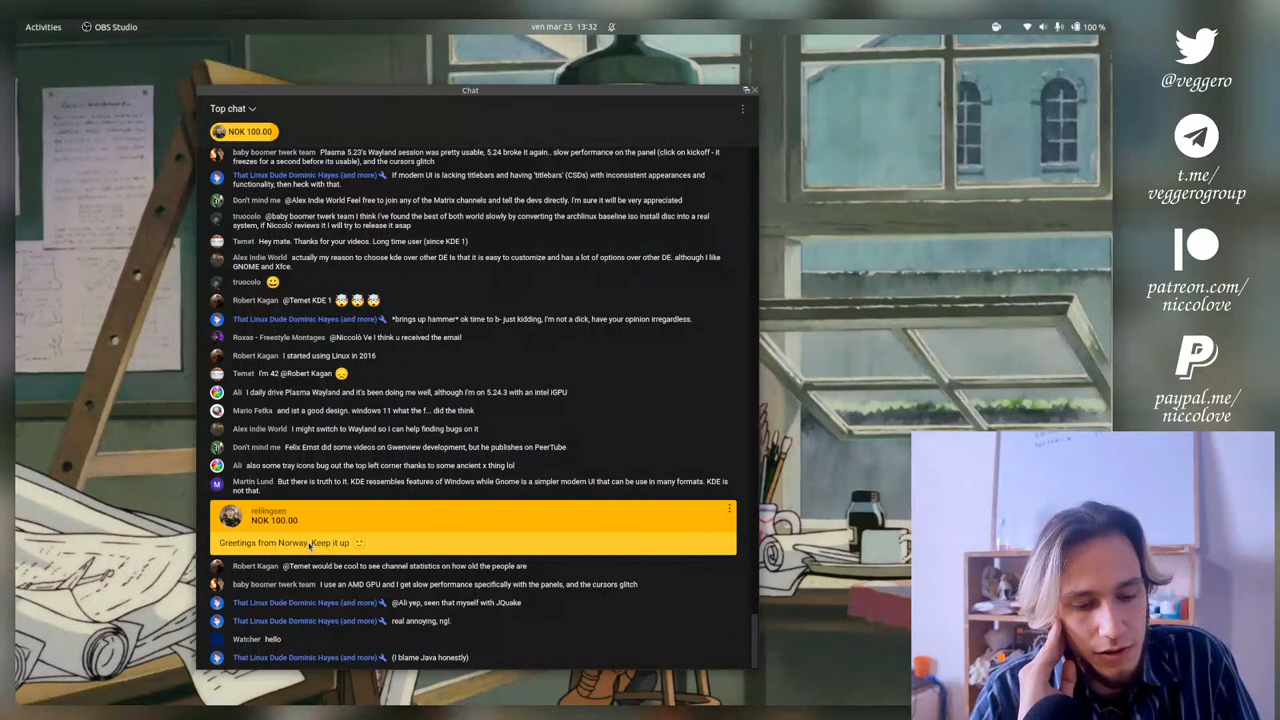 Activities
OBS Studio
ven mar 25 13:32
100 %
Chat
Top chat
NOK 100.00
baby boomer twerk team Plasma 5.23's Wayland session was pretty usable, 5.24 broke it again.. slow performance on the panel (click on kickoff - it
freezes for a second before its usable), and the cursors glitch
That Linux Dude Dominic Hayes (and more) If modern UI is lacking titlebars and having 'titlebars' (CSDs) with inconsistent appearances and
functionality, then heck with that.
Don't mind me @Alex Indie World Feel free to join any of the Matrix channels and tell the devs directly. I'm sure it will be very appreciated
truocolo @baby boomer twerk team I think i've found the best of both world slowly by converting the archlinux baseline iso install disc into a real
system, if Niccolo' reviews it I will try to release it asap
Temet Hey mate. Thanks for your videos. Long time user (since KDE 1)
Alex Indie World actually my reason to choose kde over other DE Is that it is easy to customize and has a lot of options over other DE. although I like
GNOME and Xfce.
truocolo 😀
Robert Kagan @Temet KDE 1 🤯 🤯 🤯
That Linux Dude Dominic Hayes (and more) *brings up hammer* ok time to b- just kidding, I'm not a dick, have your opinion irregardless.
Roxas - Freestyle Montages @Niccolò Ve I think u received the email
Robert Kagan I started using Linux in 2016
Temet I'm 42 @Robert Kagan 😞
Ali I daily drive Plasma Wayland and it's been doing me well, although I'm on 5.24.3 with an intel iGPU
Mario Fetka and ist a good design. windows 11 what the f... did the think
Alex Indie World I might switch to Wayland so I can help finding bugs on it
Don't mind me Felix Ernst did some videos on Gwenview development, but he publishes on PeerTube
Ali also some tray icons bug out the top left corner thanks to some ancient x thing lol
M
Martin Lund But there is truth to it. KDE ressembles features of Windows while Gnome is a simpler modern UI that can be use in many formats. KDE is
not that.
reliingsen
NOK 100.00
Greetings from Norway. Keep it up 🙂
Robert Kagan @Temet would be cool to see channel statistics on how old the people are
baby boomer twerk team I use an AMD GPU and I get slow performance specifically with the panels, and the cursors glitch
That Linux Dude Dominic Hayes (and more) @Ali yep, seen that myself with JQuake
That Linux Dude Dominic Hayes (and more) real annoying, ngl.
Watcher hello
That Linux Dude Dominic Hayes (and more) (I blame Java honestly)
@veggero
t.me/
veggerogroup
patreon.com/
niccolove
paypal.me/
niccolove